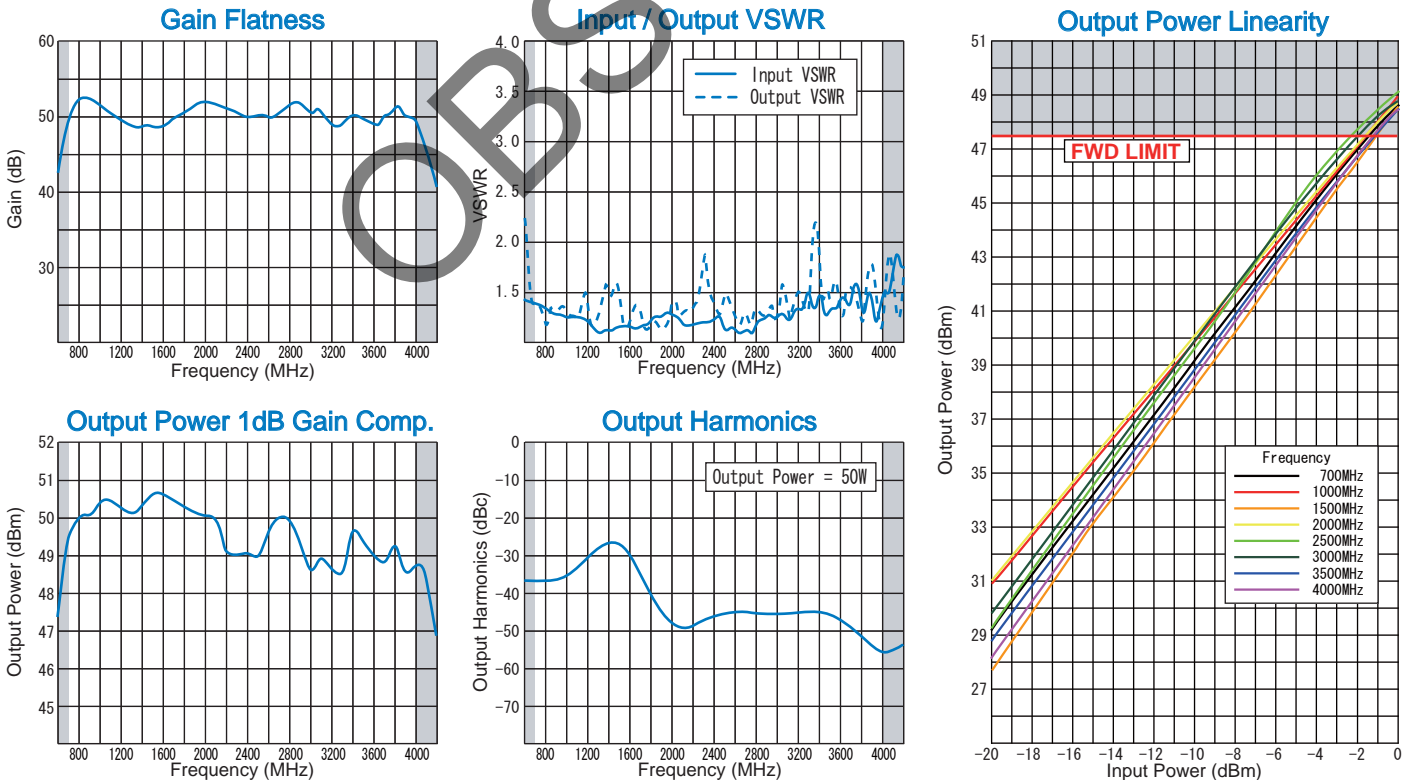 Gain Flatness
60
50
40
30
Gain (dB)
800 1200 1600 2000 2400 2800 3200 3600 4000
Frequency (MHz)
Input / Output VSWR
4.0
3.5
3.0
2.5
2.0
1.5
VSWR
Input VSWR
Output VSWR
800 1200 1600 2000 2400 2800 3200 3600 4000
Frequency (MHz)
OBS
Output Power 1dB Gain Comp.
52
51
50
49
48
47
46
45
Output Power (dBm)
800 1200 1600 2000 2400 2800 3200 3600 4000
Frequency (MHz)
Output Harmonics
0
-10
-20
-30
-40
-50
-60
-70
Output Harmonics (dBc)
Output Power = 50W
800 1200 1600 2000 2400 2800 3200 3600 4000
Frequency (MHz)
Output Power Linearity
51
49
47
45
43
41
39
37
35
33
31
29
27
Output Power (dBm)
FWD LIMIT
Frequency
700MHz
1000MHz
1500MHz
2000MHz
2500MHz
3000MHz
3500MHz
4000MHz
-20 -18 -16 -14 -12 -10 -8 -6 -4 -2 0
Input Power (dBm)